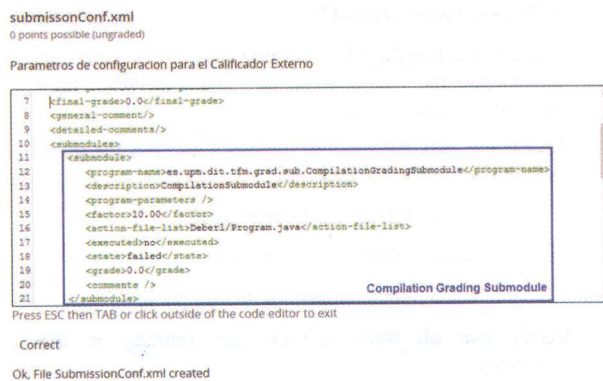 submissonConf.xml
0 points possible (ungraded)
Parametros de configuracion para el Calificador Externo
7 <final-grade>0.0</final-grade>
8 <general-comment/>
9 <detailed-comments/>
10 <submodules>
11 <submodule>
12 <program-name>es.upm.dit.tfm.grad.sub.CompilationGradingSubmodule</program-name>
13 <description>CompilationSubmodule</description>
14 <program-parameters />
15 <factor>10.00</factor>
16 <action-file-list>Deber1/Program.java</action-file-list>
17 <executed>no</executed>
18 <state>failed</state>
19 <grade>0.0</grade>
20 <comments />
21 </submodule>
Compilation Grading Submodule
Press ESC then TAB or click outside of the code editor to exit
Correct
Ok, File SubmissionConf.xml created